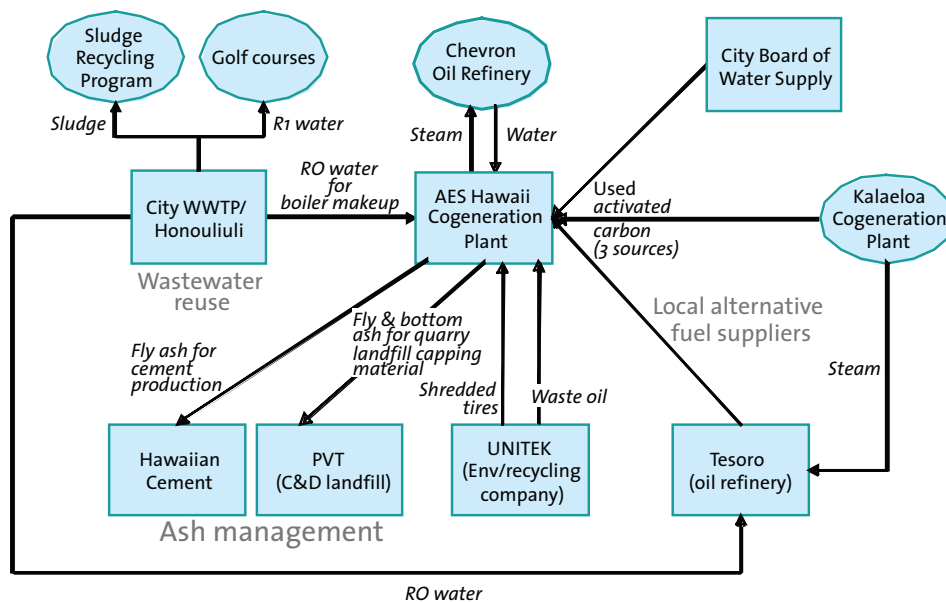 Sludge
Recycling
Program
Golf courses
Chevron
Oil Refinery
City Board of
Water Supply
Sludge
R1 water
Steam
Water
RO water
for
boiler makeup
City WWTP/
Honouliuli
AES Hawaii
Cogeneration
Plant
Used
activated
carbon
(3 sources)
Kalaeloa
Cogeneration
Plant
Wastewater
reuse
Local alternative
fuel suppliers
Fly ash for
cement
production
Fly & bottom
ash for quarry
landfill capping
material
Shredded
tires
Waste oil
Steam
Hawaiian
Cement
PVT
(C&D landfill)
UNITEK
(Env/recycling
company)
Tesoro
(oil refinery)
Ash management
RO water